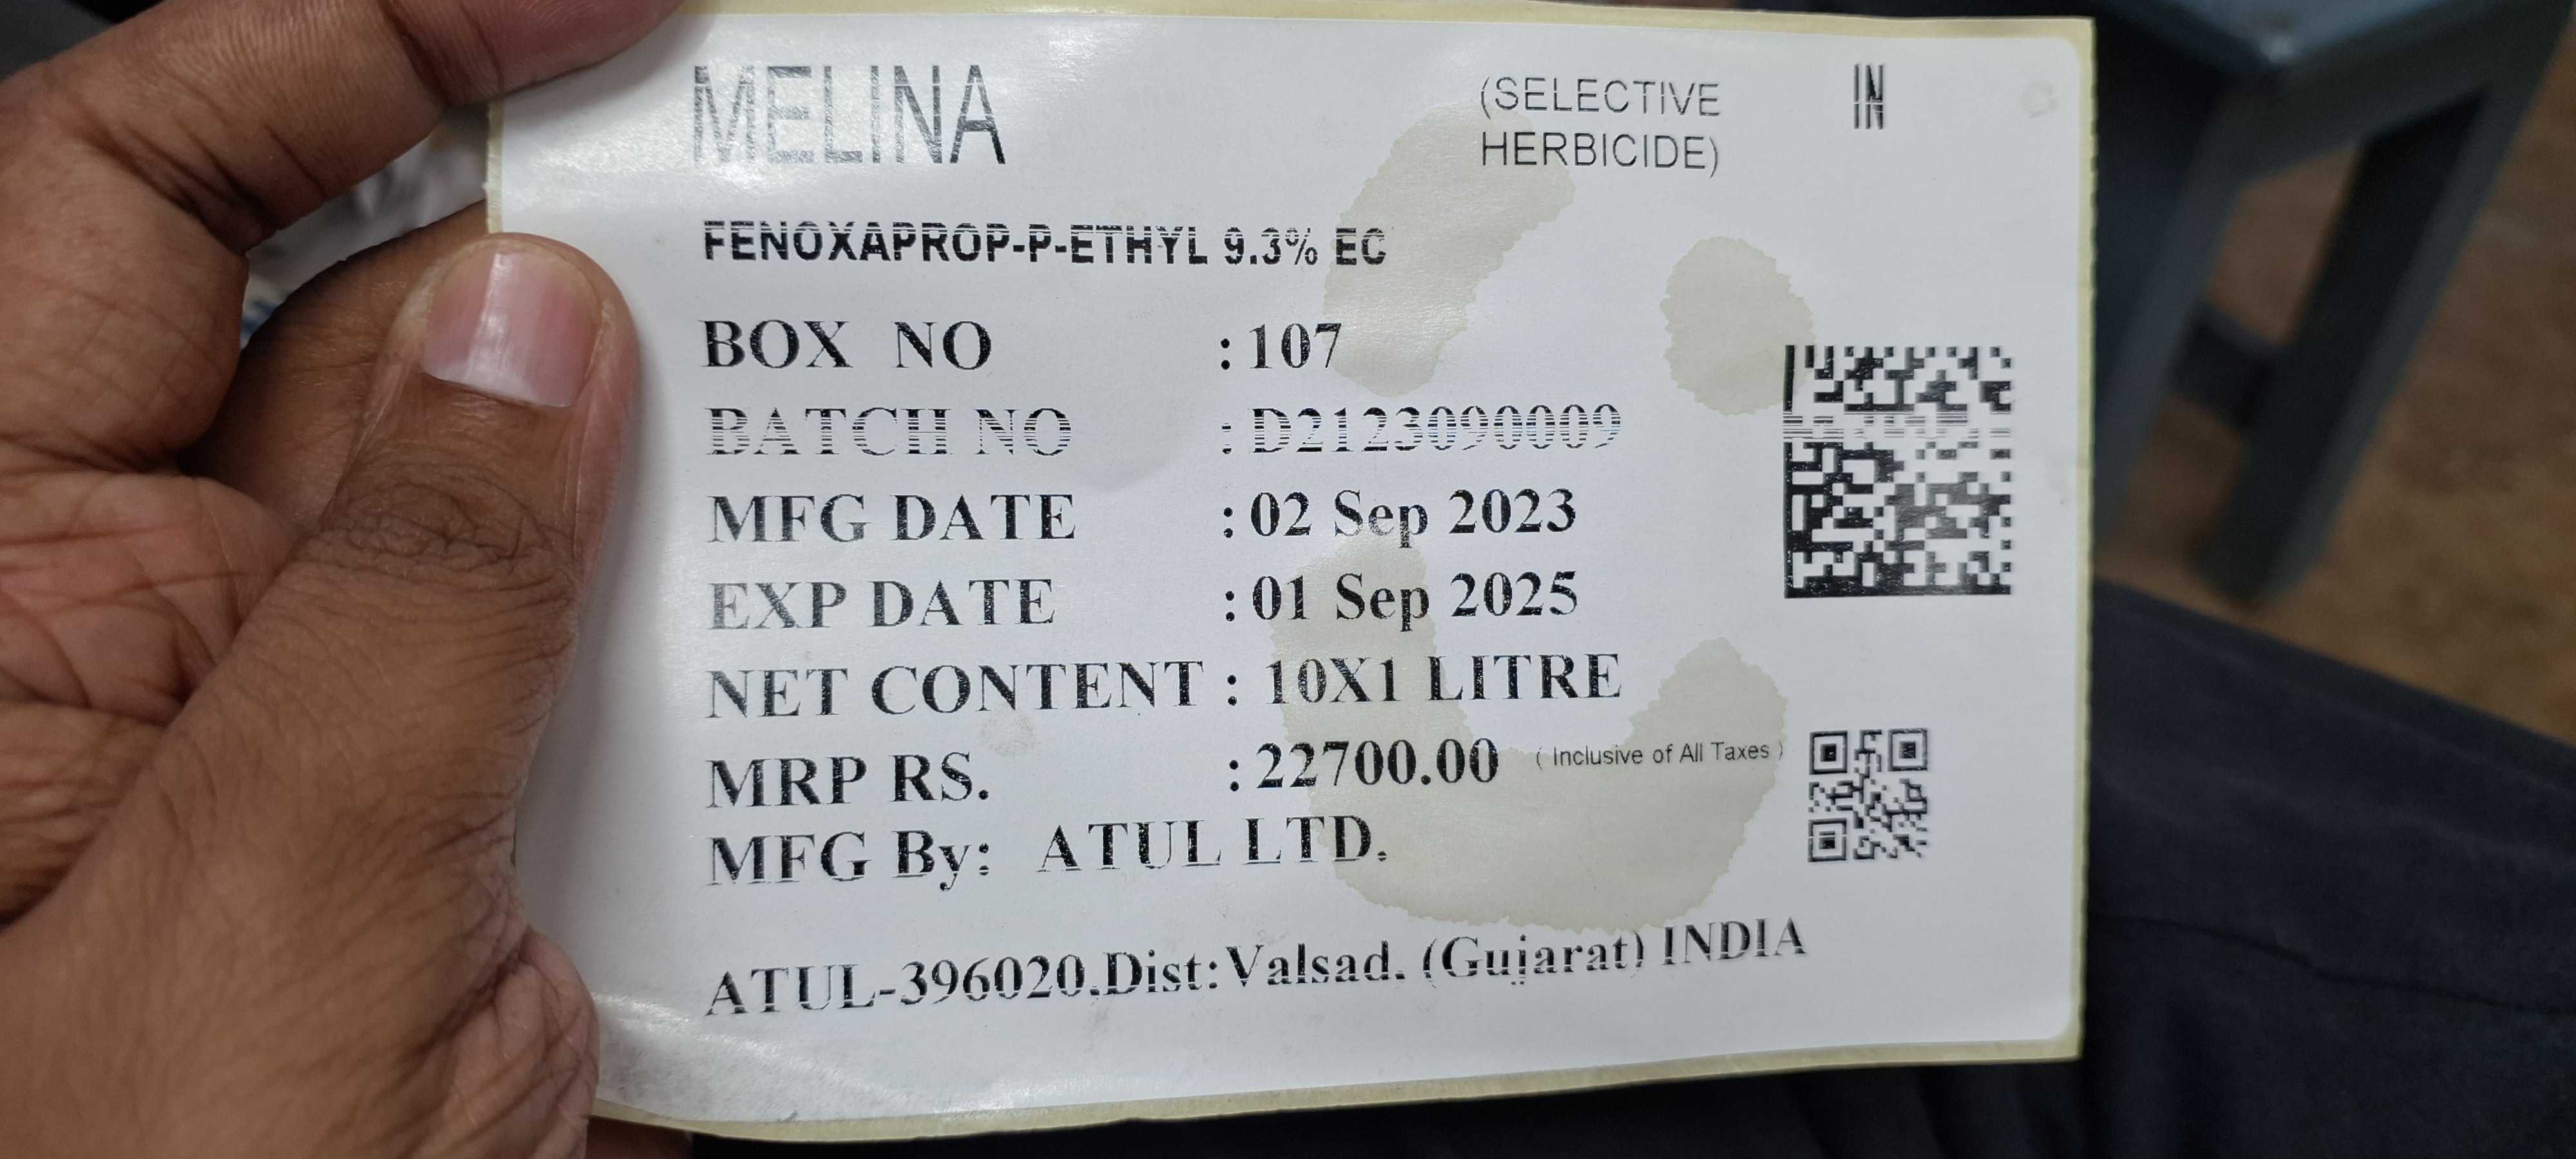 MELINA
(SELECTIVE
HERBICIDE)
IN
FENOXAPROP-P-ETHYL 9.3% EC
BOX NO : 107
BATCH NO : D2123090009
MFG DATE : 02 Sep 2023
EXP DATE : 01 Sep 2025
NET CONTENT : 10X1 LITRE
MRP RS. : 22700.00 ( Inclusive of All Taxes )
MFG By: ATUL LTD.
ATUL-396020.Dist:Valsad. (Gujarat) INDIA